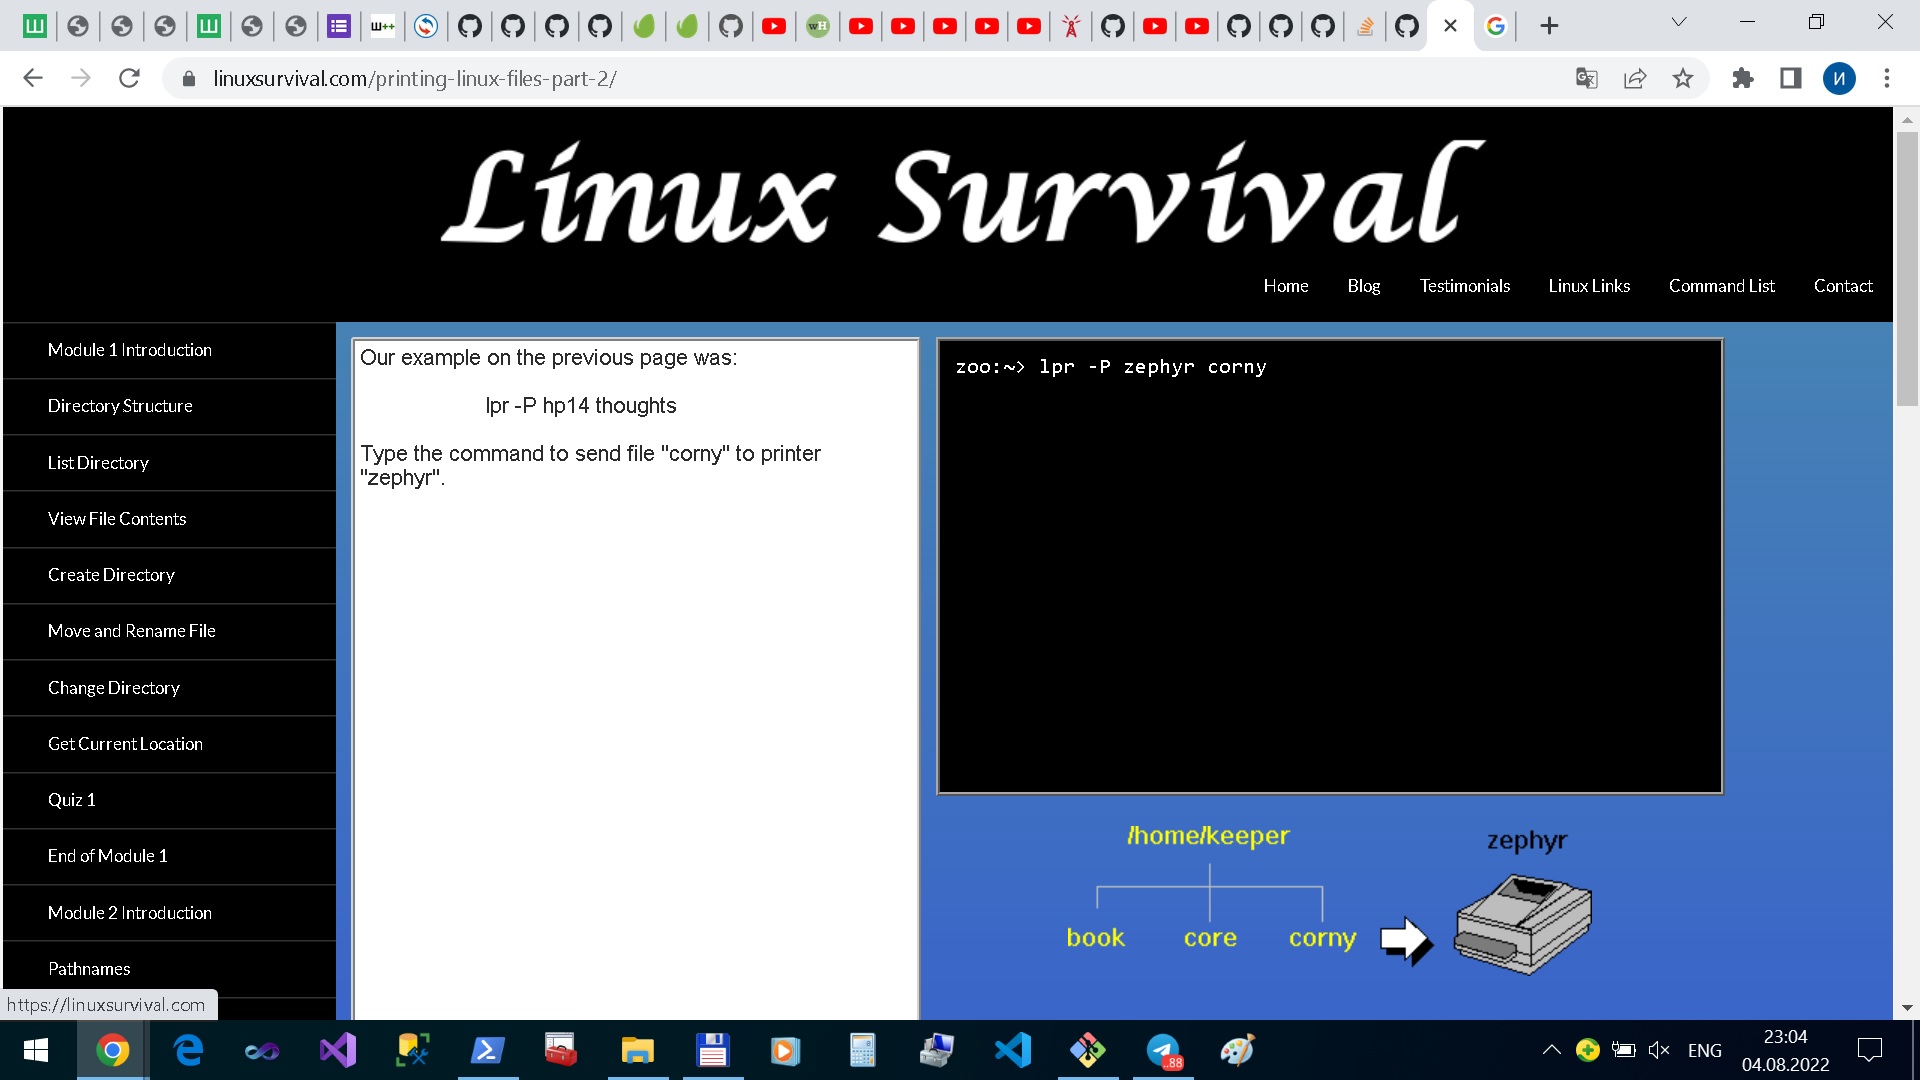 linuxsurvival.com/printing-linux-files-part-2/
И
Linux Survival
Home Blog Testimonials Linux Links Command List Contact
Module 1 Introduction
Directory Structure
List Directory
View File Contents
Create Directory
Move and Rename File
Change Directory
Get Current Location
Quiz 1
End of Module 1
Module 2 Introduction
Pathnames
https://linuxsurvival.com
Our example on the previous page was:
lpr -P hp14 thoughts
Type the command to send file "corny" to printer
"zephyr".
zoo:~> lpr -P zephyr corny
/home/keeper
book core corny
zephyr
88
ENG
23:04
04.08.2022